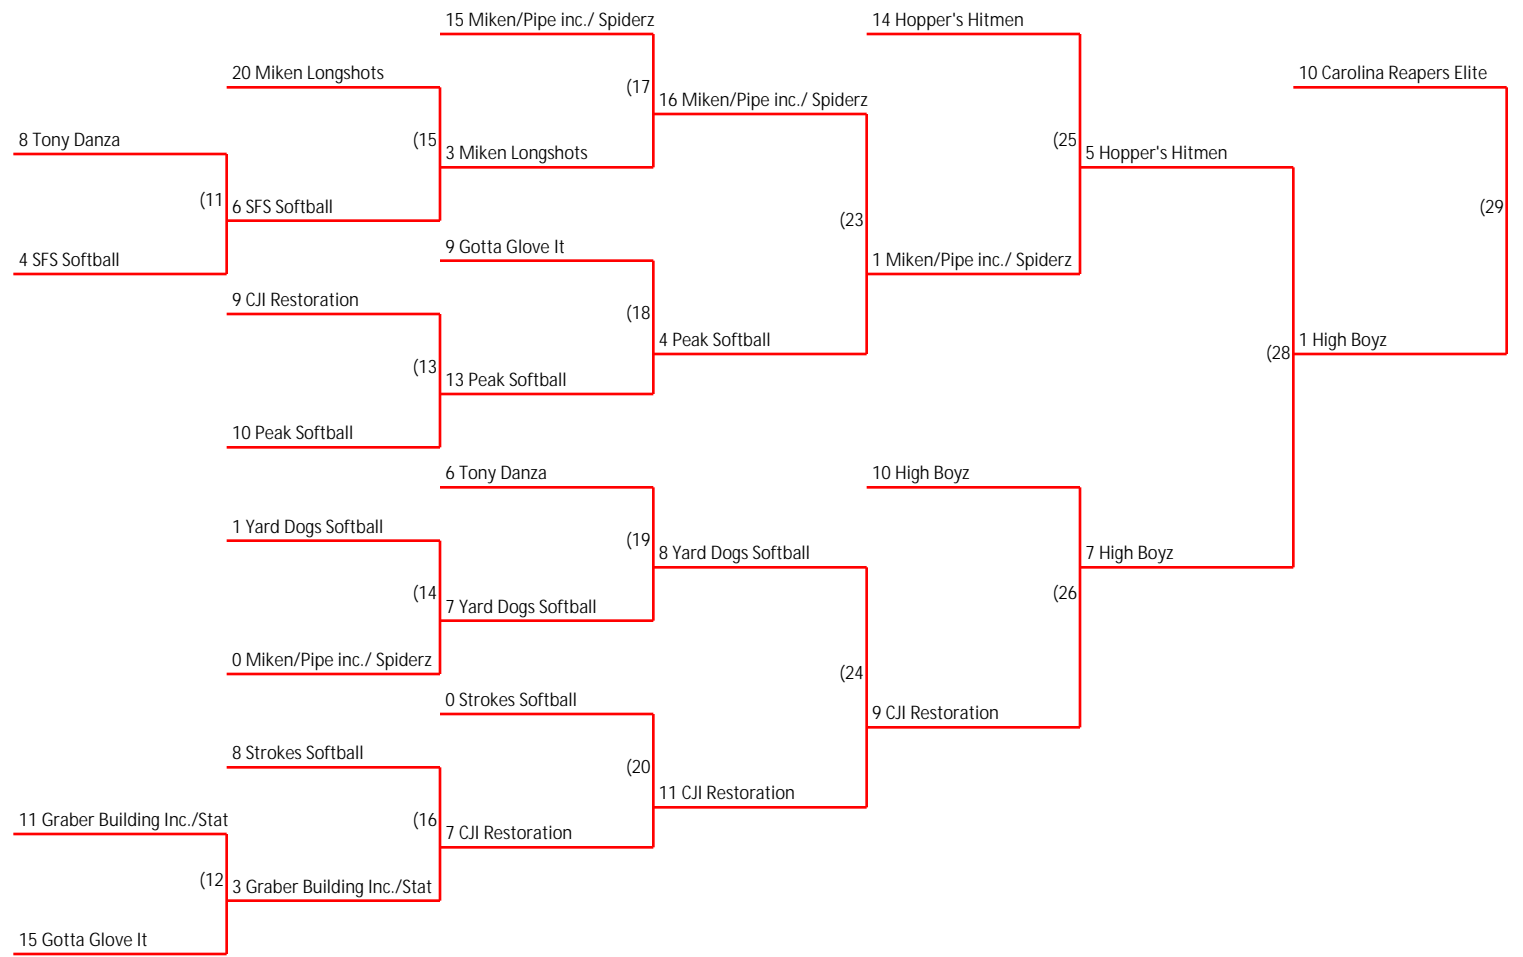 15 Miken/Pipe inc./ Spiderz
14 Hopper's Hitmen
20 Miken Longshots
(17
10 Carolina Reapers Elite
16 Miken/Pipe inc./ Spiderz
8 Tony Danza
(15
3 Miken Longshots
(25
5 Hopper's Hitmen
(11
6 SFS Softball
(23
(29
9 Gotta Glove It
4 SFS Softball
1 Miken/Pipe inc./ Spiderz
9 CJI Restoration
(18
4 Peak Softball
1 High Boyz
(28
(13
13 Peak Softball
10 Peak Softball
6 Tony Danza
10 High Boyz
1 Yard Dogs Softball
(19
8 Yard Dogs Softball
7 High Boyz
(14
7 Yard Dogs Softball
(26
0 Miken/Pipe inc./ Spiderz
(24
0 Strokes Softball
9 CJI Restoration
8 Strokes Softball
(20
11 CJI Restoration
11 Graber Building Inc./Stat
(16
7 CJI Restoration
(12
3 Graber Building Inc./Stat
15 Gotta Glove It